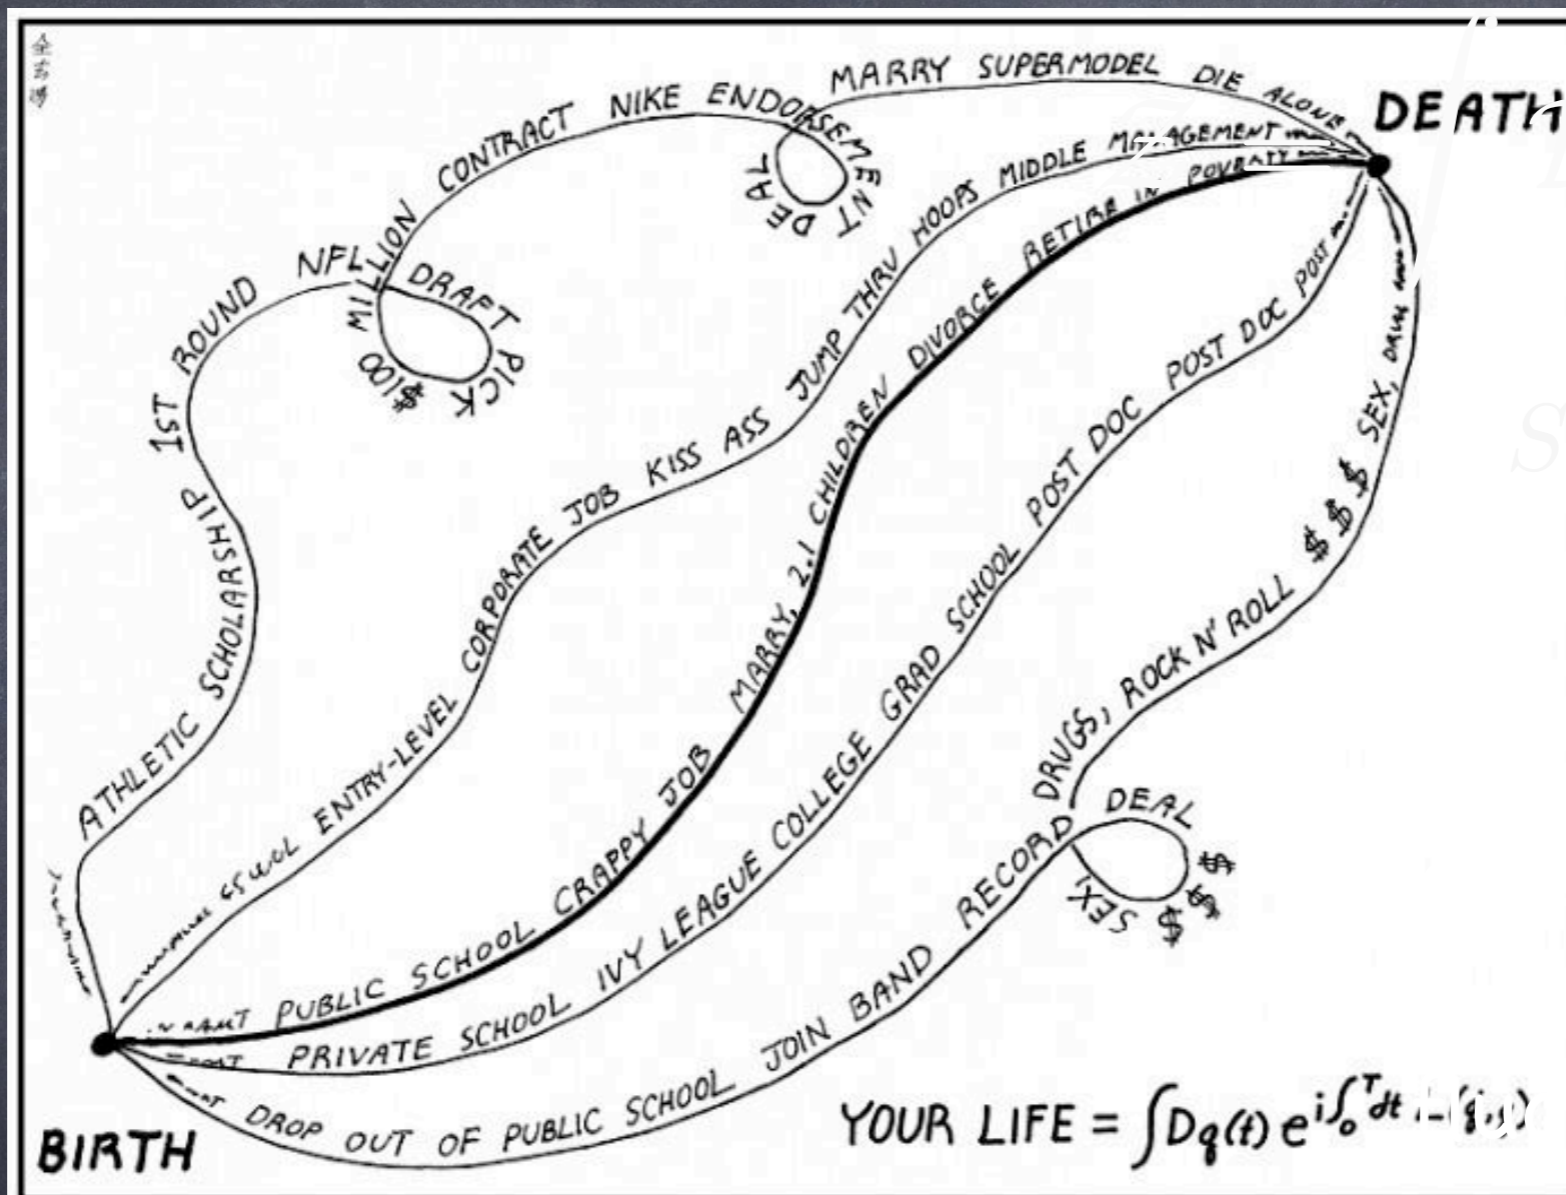 DEATH
MARRY SUPERMODEL DIE ALONE
ATHLETIC SCHOLARSHIP 1ST ROUND NFL DRAFT PICK $100 MILLION CONTRACT NIKE ENDORSEMENT DEAL
ENTRY-LEVEL CORPORATE JOB KISS ASS JUMP THRU HOOPS MIDDLE MANAGEMENT
PUBLIC SCHOOL CRAPPY JOB MARRY, 2.1 CHILDREN DIVORCE RETIRE IN POVERTY
PRIVATE SCHOOL IVY LEAGUE COLLEGE GRAD SCHOOL POST DOC POST DOC POST
DROP OUT OF PUBLIC SCHOOL JOIN BAND RECORD DEAL $ $ $ SEX, DRUGS, ROCK N' ROLL $ $ $ SEX,
BIRTH
YOUR LIFE = ∫Dq(t) e^{i∫₀ᵀdt